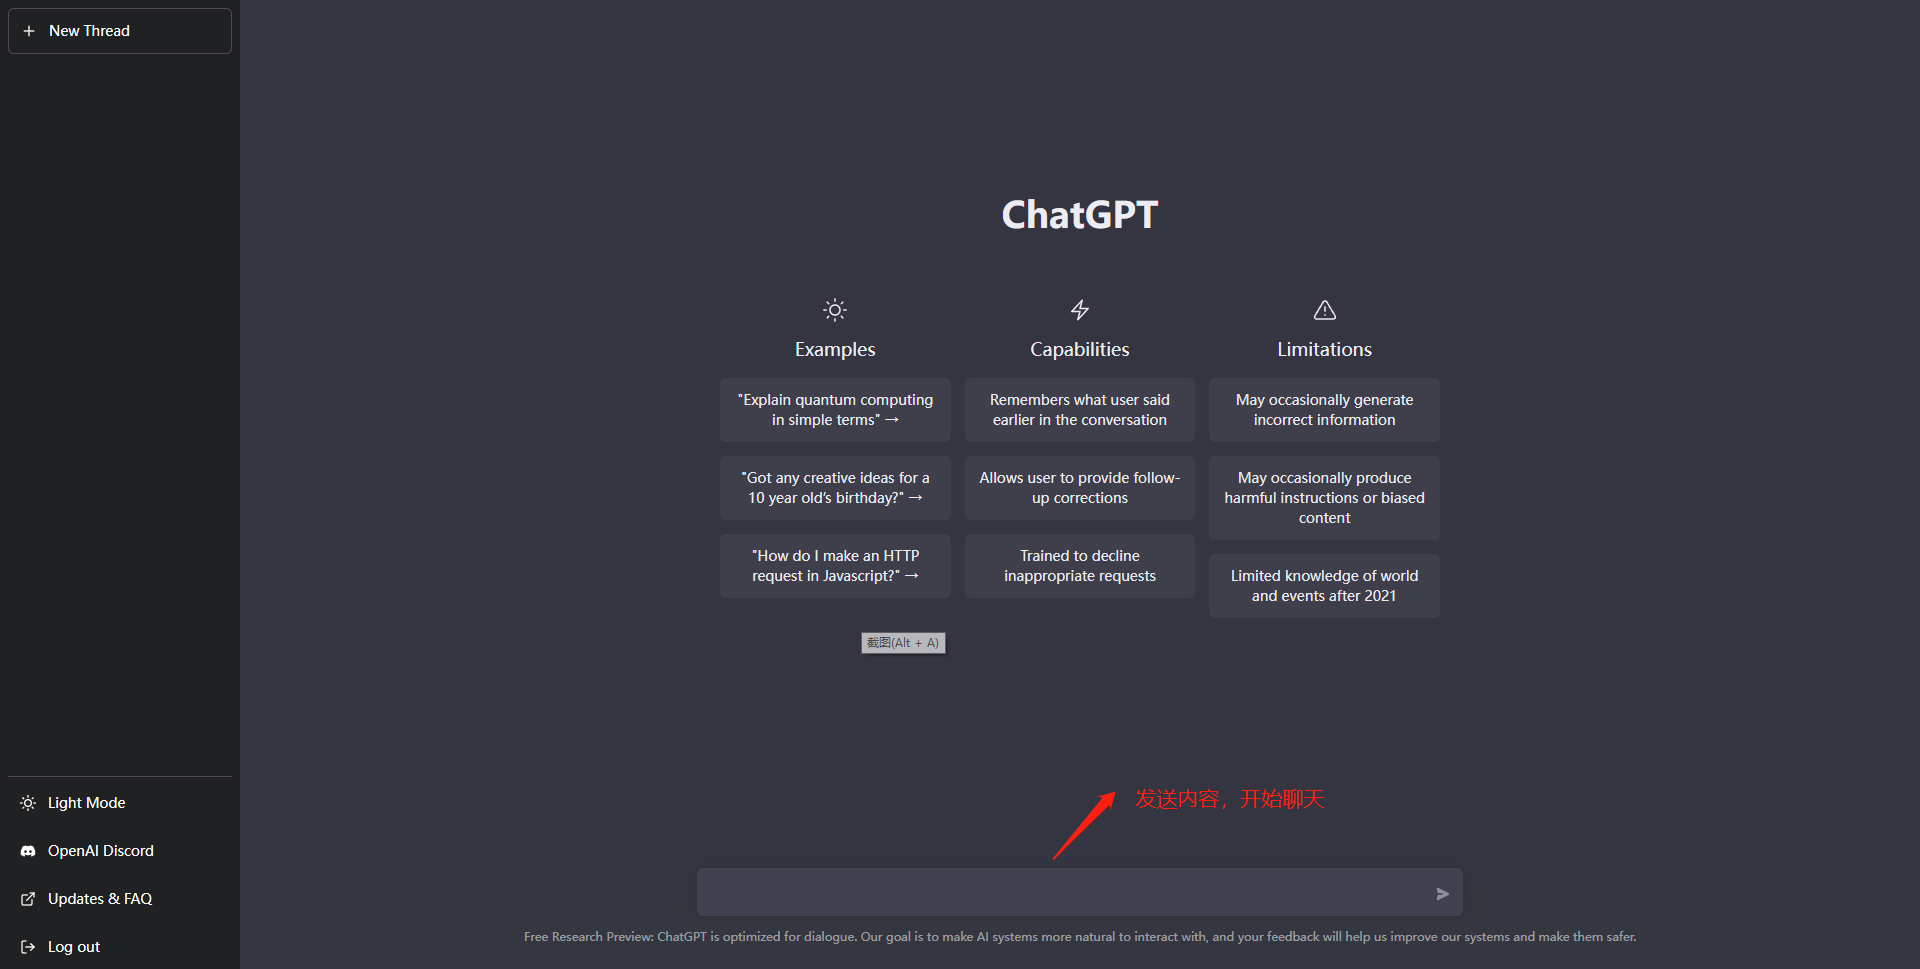 New Thread
ChatGPT
Examples
"Explain quantum computing
in simple terms" →
"Got any creative ideas for a
10 year old's birthday?" →
"How do I make an HTTP
request in Javascript?" →
Capabilities
Remembers what user said
earlier in the conversation
Allows user to provide follow-
up corrections
Trained to decline
inappropriate requests
Limitations
May occasionally generate
incorrect information
May occasionally produce
harmful instructions or biased
content
Limited knowledge of world
and events after 2021
截图(Alt + A)
发送内容，开始聊天
Light Mode
OpenAI Discord
Updates & FAQ
Log out
Free Research Preview: ChatGPT is optimized for dialogue. Our goal is to make AI systems more natural to interact with, and your feedback will help us improve our systems and make them safer.